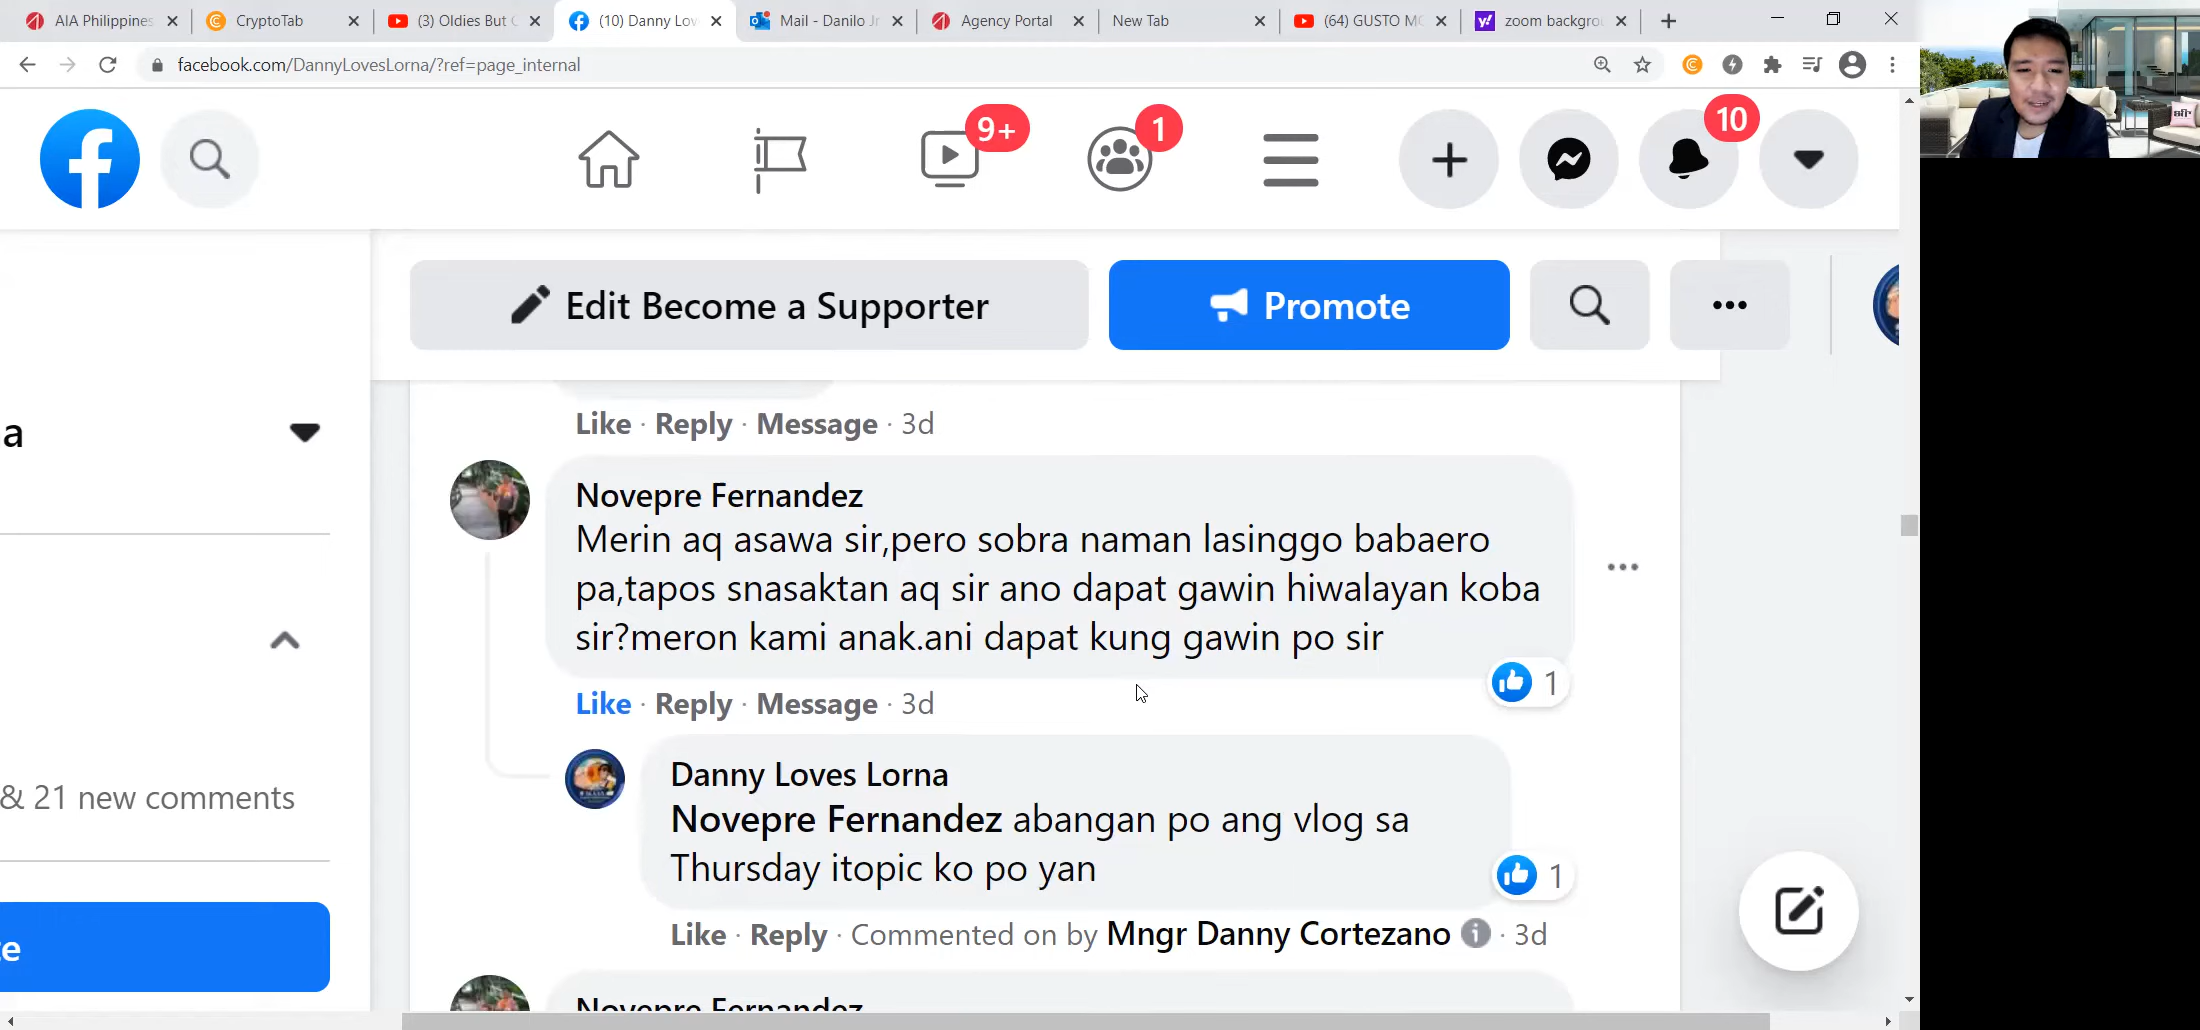 AIA Philippines
CryptoTab
(3) Oldies But
(10) Danny Lov
Mail - Danilo Jr
Agency Portal
New Tab
(64) GUSTO MO
zoom backgrou
facebook.com/DannyLovesLorna/?ref=page_internal
9+
1
10
Edit Become a Supporter
Promote
a
Like · Reply · Message · 3d
Novepre Fernandez
Merin aq asawa sir,pero sobra naman lasinggo babaero
pa,tapos snasaktan aq sir ano dapat gawin hiwalayan koba
sir?meron kami anak.ani dapat kung gawin po sir
1
Like · Reply · Message · 3d
& 21 new comments
Danny Loves Lorna
Novepre Fernandez abangan po ang vlog sa
Thursday itopic ko po yan
1
Like · Reply · Commented on by Mngr Danny Cortezano · 3d
e
Novepre Fernandez